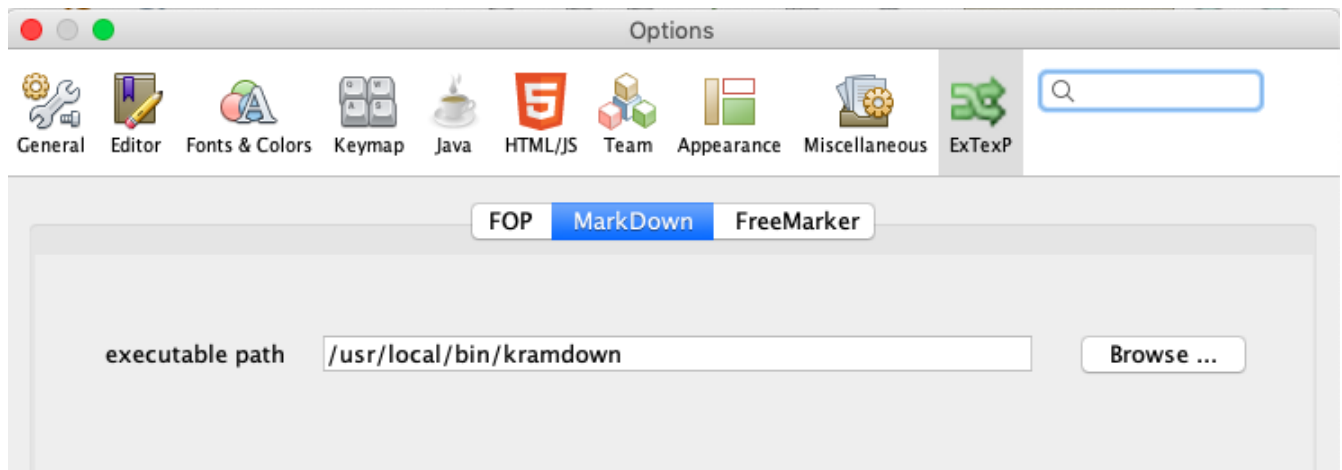 Options
General Editor Fonts & Colors Keymap Java HTML/JS Team Appearance Miscellaneous ExTexP
FOP MarkDown FreeMarker
executable path /usr/local/bin/kramdown Browse ...